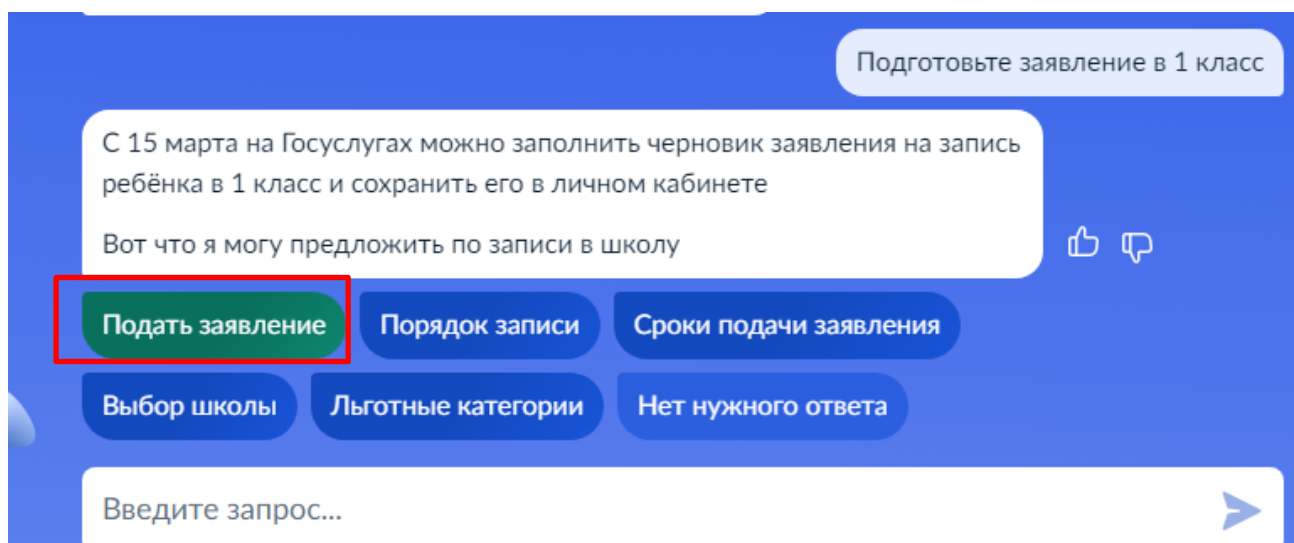 Подготовьте заявление в 1 класс
С 15 марта на Госуслугах можно заполнить черновик заявления на запись
ребёнка в 1 класс и сохранить его в личном кабинете
Вот что я могу предложить по записи в школу
Подать заявление
Порядок записи
Сроки подачи заявления
Выбор школы
Льготные категории
Нет нужного ответа
Введите запрос...